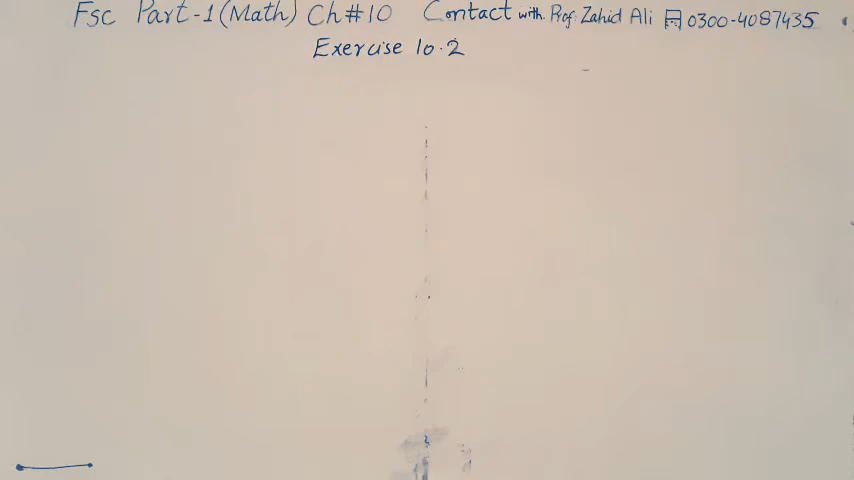 Fsc Part-1 (Math) Ch#10 Contact with. Prof: Zahid Ali 0300-4087435
Exercise 10.2